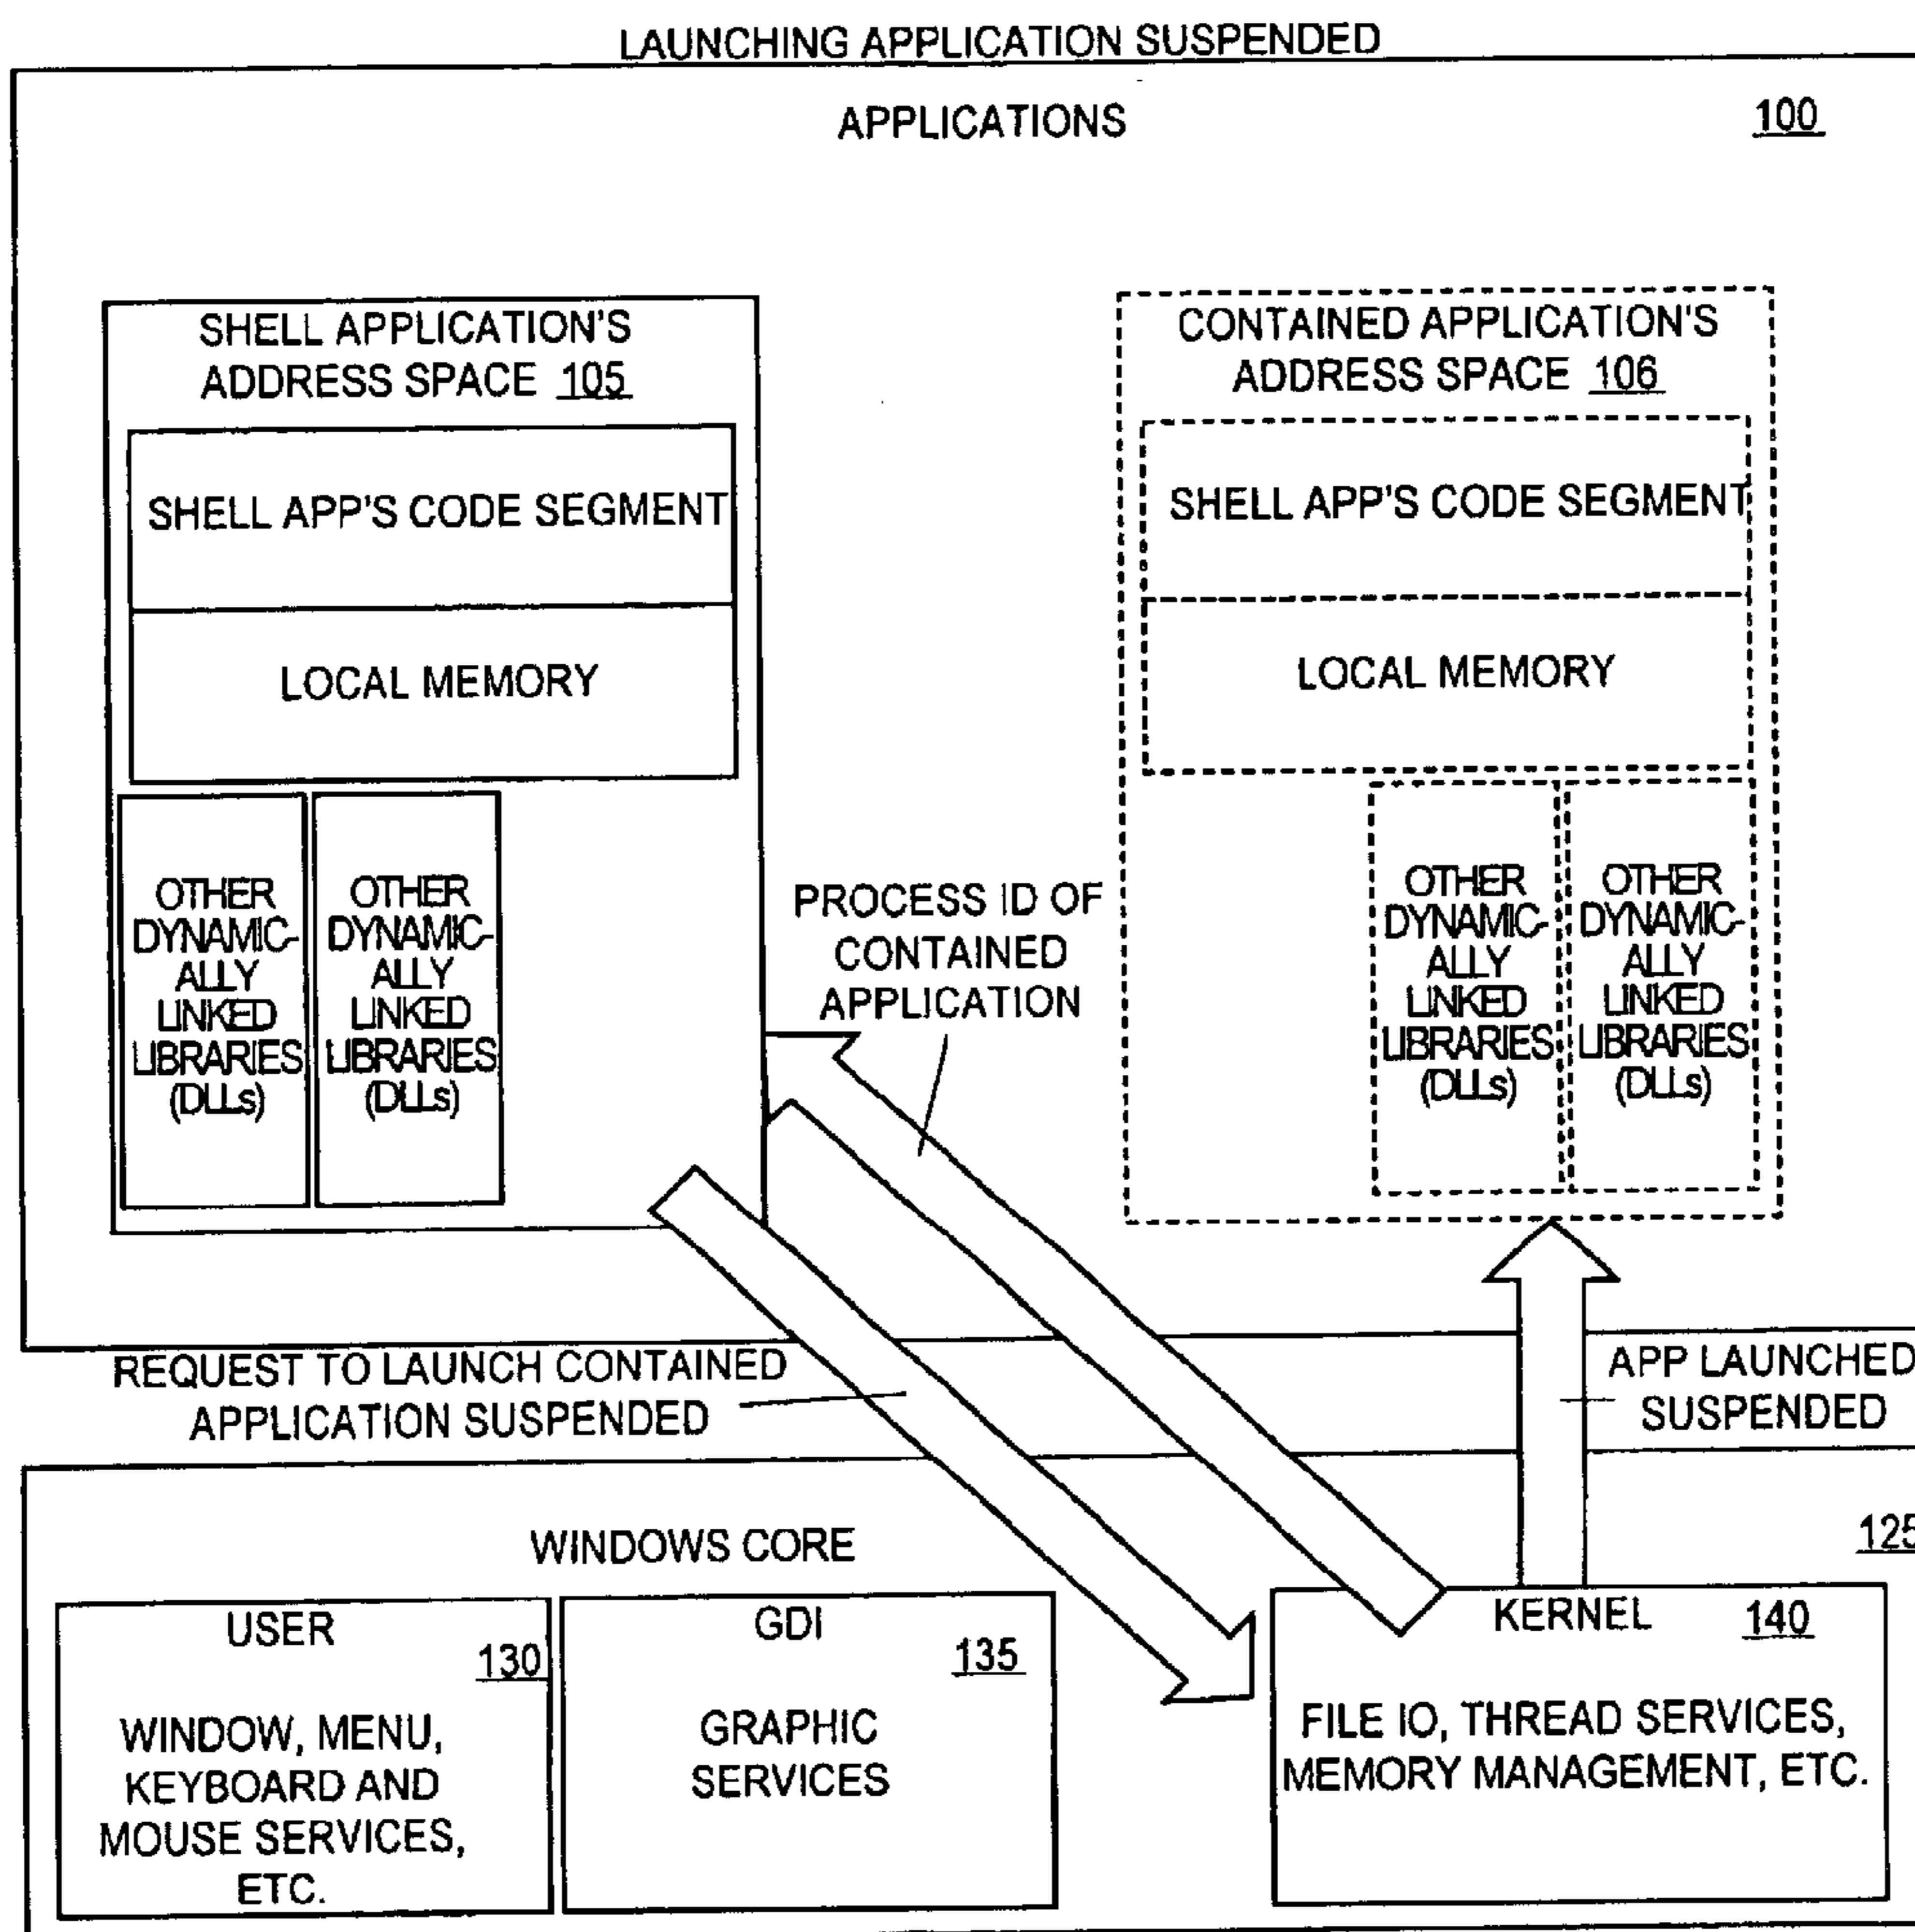 LAUNCHING APPLICATION SUSPENDED
APPLICATIONS
100
SHELL APPLICATION'S
ADDRESS SPACE 105
SHELL APP'S CODE SEGMENT
LOCAL MEMORY
OTHER
DYNAMIC-
ALLY
LINKED
LIBRARIES
(DLLs)
OTHER
DYNAMIC-
ALLY
LINKED
LIBRARIES
(DLLs)
PROCESS ID OF
CONTAINED
APPLICATION
CONTAINED APPLICATION'S
ADDRESS SPACE 106
SHELL APP'S CODE SEGMENT
LOCAL MEMORY
OTHER
DYNAMIC-
ALLY
LINKED
LIBRARIES
(DLLs)
OTHER
DYNAMIC-
ALLY
LINKED
LIBRARIES
(DLLs)
REQUEST TO LAUNCH CONTAINED
APPLICATION SUSPENDED
APP LAUNCHED
SUSPENDED
WINDOWS CORE
125
USER
130
WINDOW, MENU,
KEYBOARD AND
MOUSE SERVICES,
ETC.
GDI
135
GRAPHIC
SERVICES
KERNEL 140
FILE IO, THREAD SERVICES,
MEMORY MANAGEMENT, ETC.